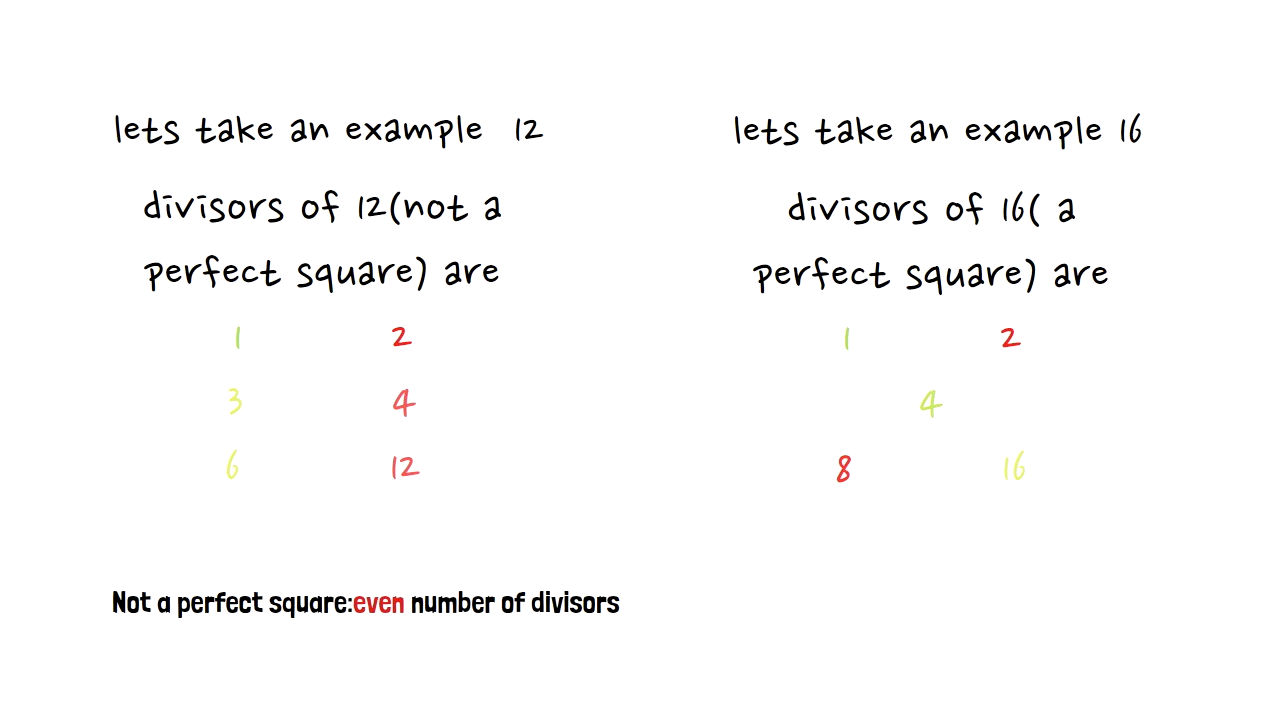 lets take an example 12
divisors of 12(not a
perfect square) are
1 2
3 4
6 12
lets take an example 16
divisors of 16( a
perfect square) are
1 2
4
8 16
Not a perfect square:even number of divisors